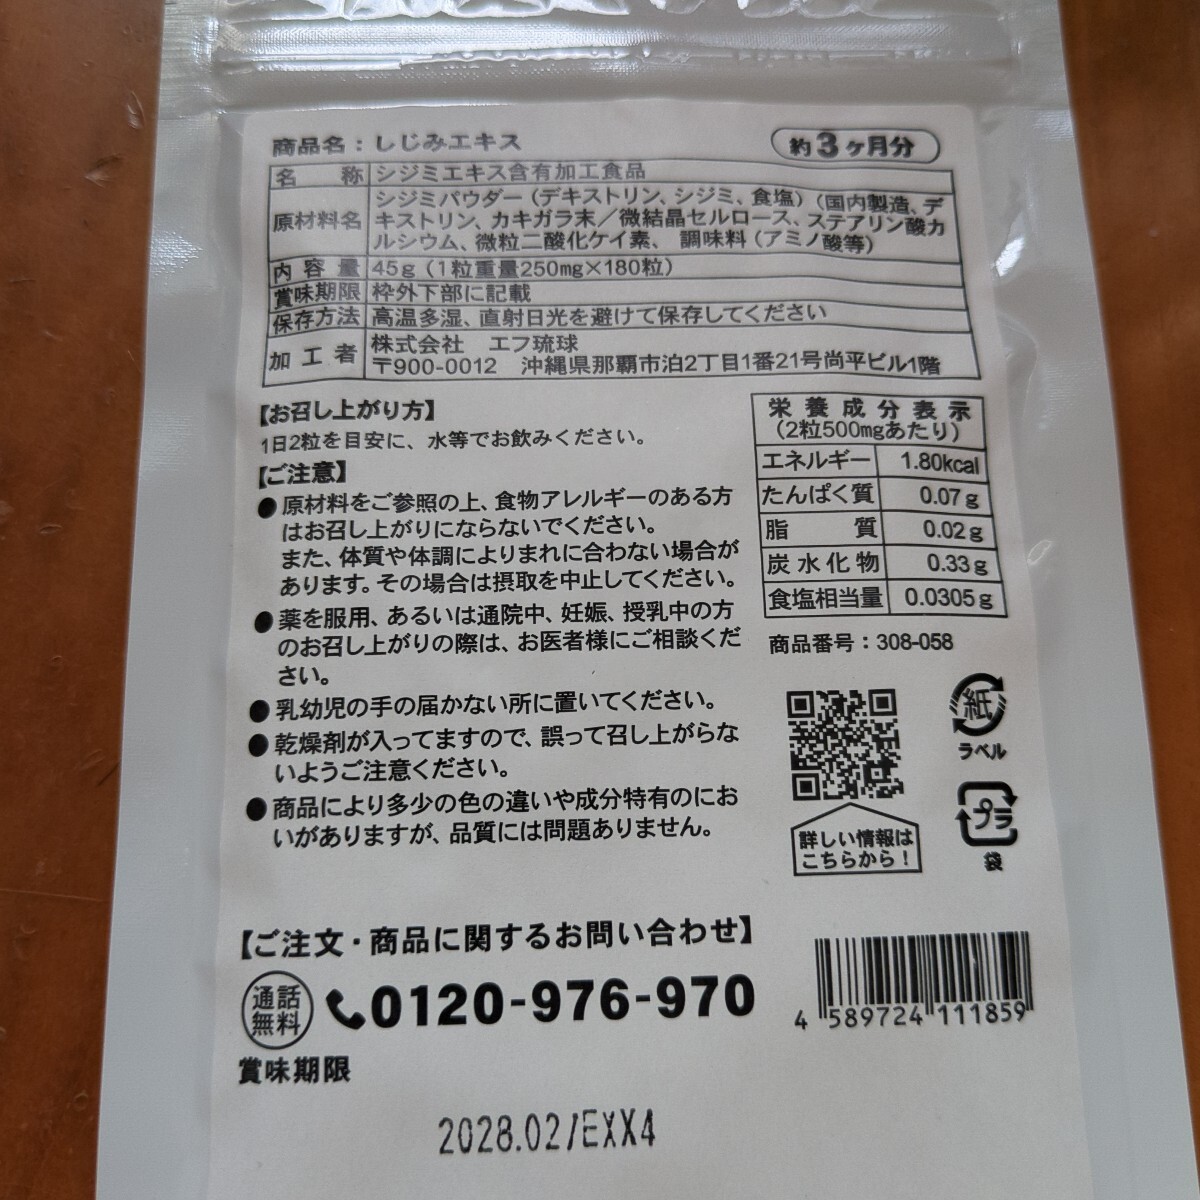 商品名：しじみエキス
約3ヶ月分
名称 シジミエキス含有加工食品
原材料名 シジミパウダー（デキストリン、シジミ、食塩）（国内製造、デ
キストリン、カキガラ末／微結晶セルロース、ステアリン酸カ
ルシウム、微粒二酸化ケイ素、調味料（アミノ酸等）
内容量 45g（1粒重量250mg×180粒）
賞味期限 枠外下部に記載
保存方法 高温多湿、直射日光を避けて保存してください
加工者 株式会社 エフ琉球
〒900-0012 沖縄県那覇市泊2丁目1番21号尚平ビル1階
【お召し上がり方】
1日2粒を目安に、水等でお飲みください。
【ご注意】
●原材料をご参照の上、食物アレルギーのある方
はお召し上がりにならないでください。
また、体質や体調によりまれに合わない場合が
あります。その場合は摂取を中止してください。
●薬を服用、あるいは通院中、妊娠、授乳中の方
のお召し上がりの際は、お医者様にご相談くだ
さい。
●乳幼児の手の届かない所に置いてください。
●乾燥剤が入ってますので、誤って召し上がらな
いようご注意ください。
●商品により多少の色の違いや成分特有のにお
いがありますが、品質には問題ありません。
栄養成分表示
（2粒500mgあたり）
エネルギー 1.80kcal
たんぱく質 0.07g
脂質 0.02g
炭水化物 0.33g
食塩相当量 0.0305g
商品番号：308-058
紙
ラベル
プラ
袋
詳しい情報は
こちらから！
【ご注文・商品に関するお問い合わせ】
通話
無料
0120-976-970
4 589724 111859
賞味期限
2028.02/EXX4